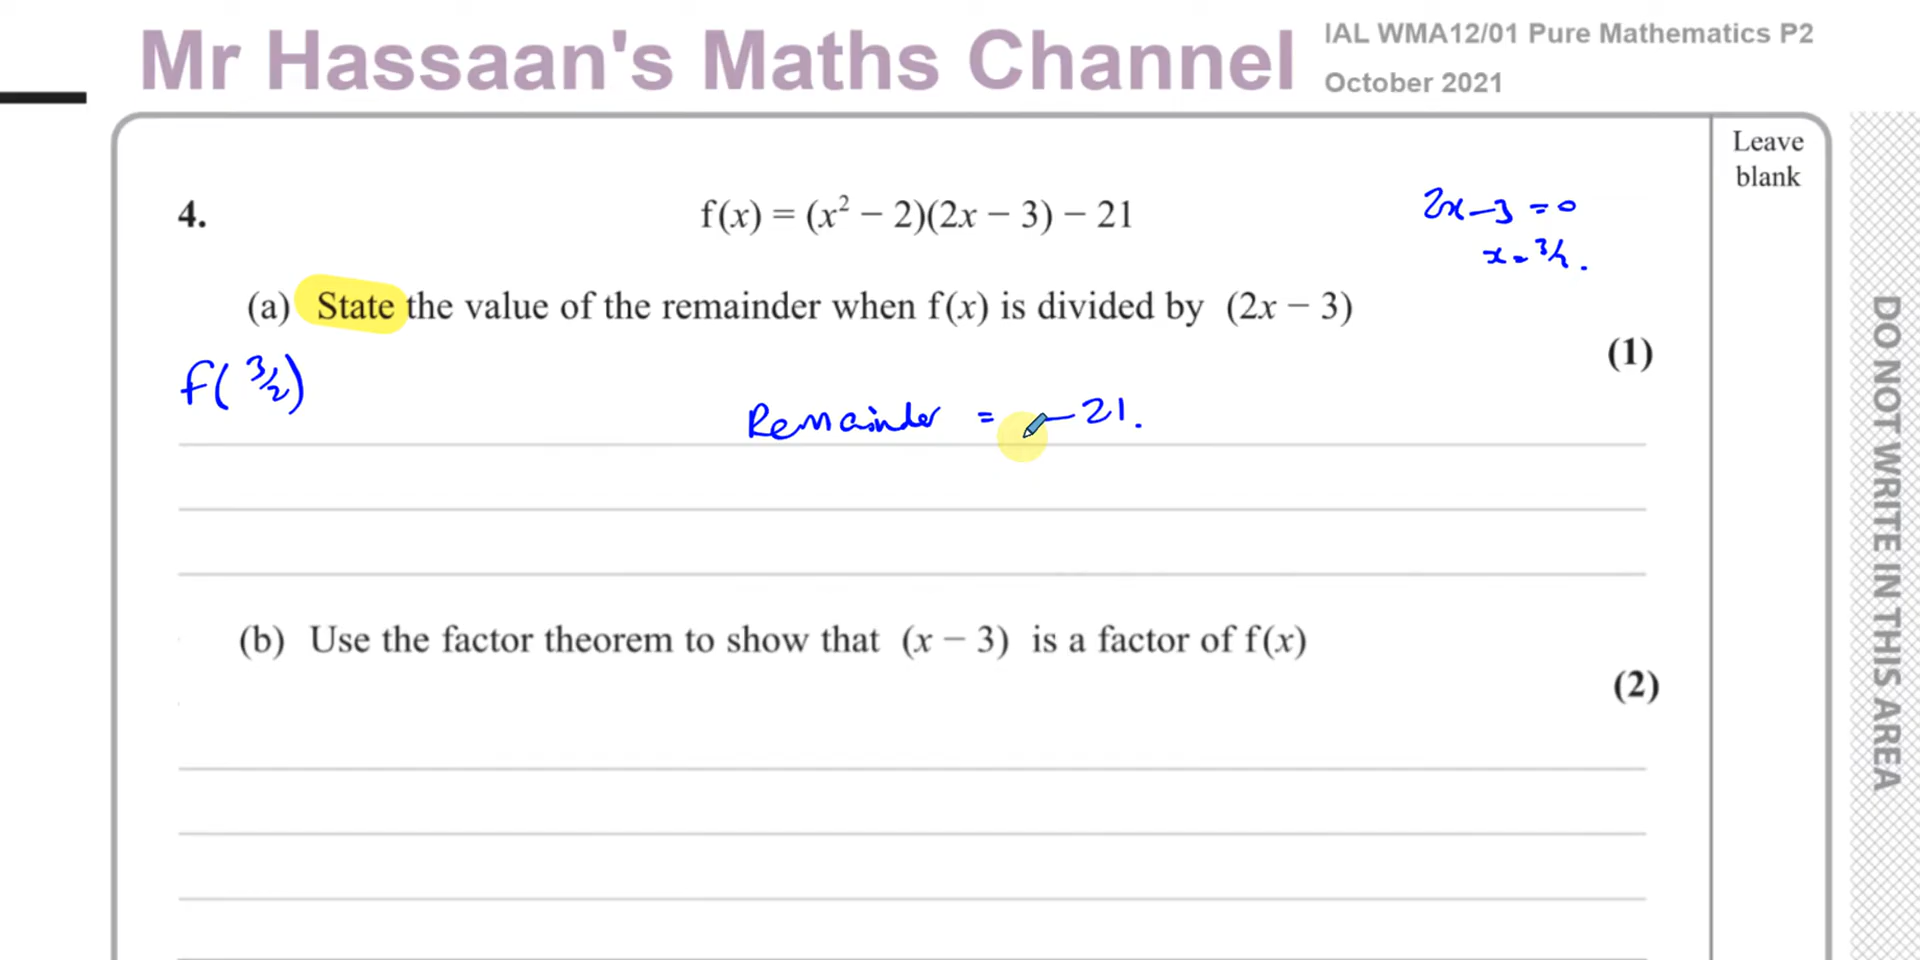 Mr Hassaan's Maths Channel
IAL WMA12/01 Pure Mathematics P2
October 2021
Leave
blank
4.
f(x) = (x² − 2)(2x − 3) − 21
2x − 3 = 0
x = 3/2.
(a) State the value of the remainder when f(x) is divided by (2x − 3)
(1)
f(3/2)
Remainder = −21.
(b) Use the factor theorem to show that (x − 3) is a factor of f(x)
(2)
DO NOT WRITE IN THIS AREA